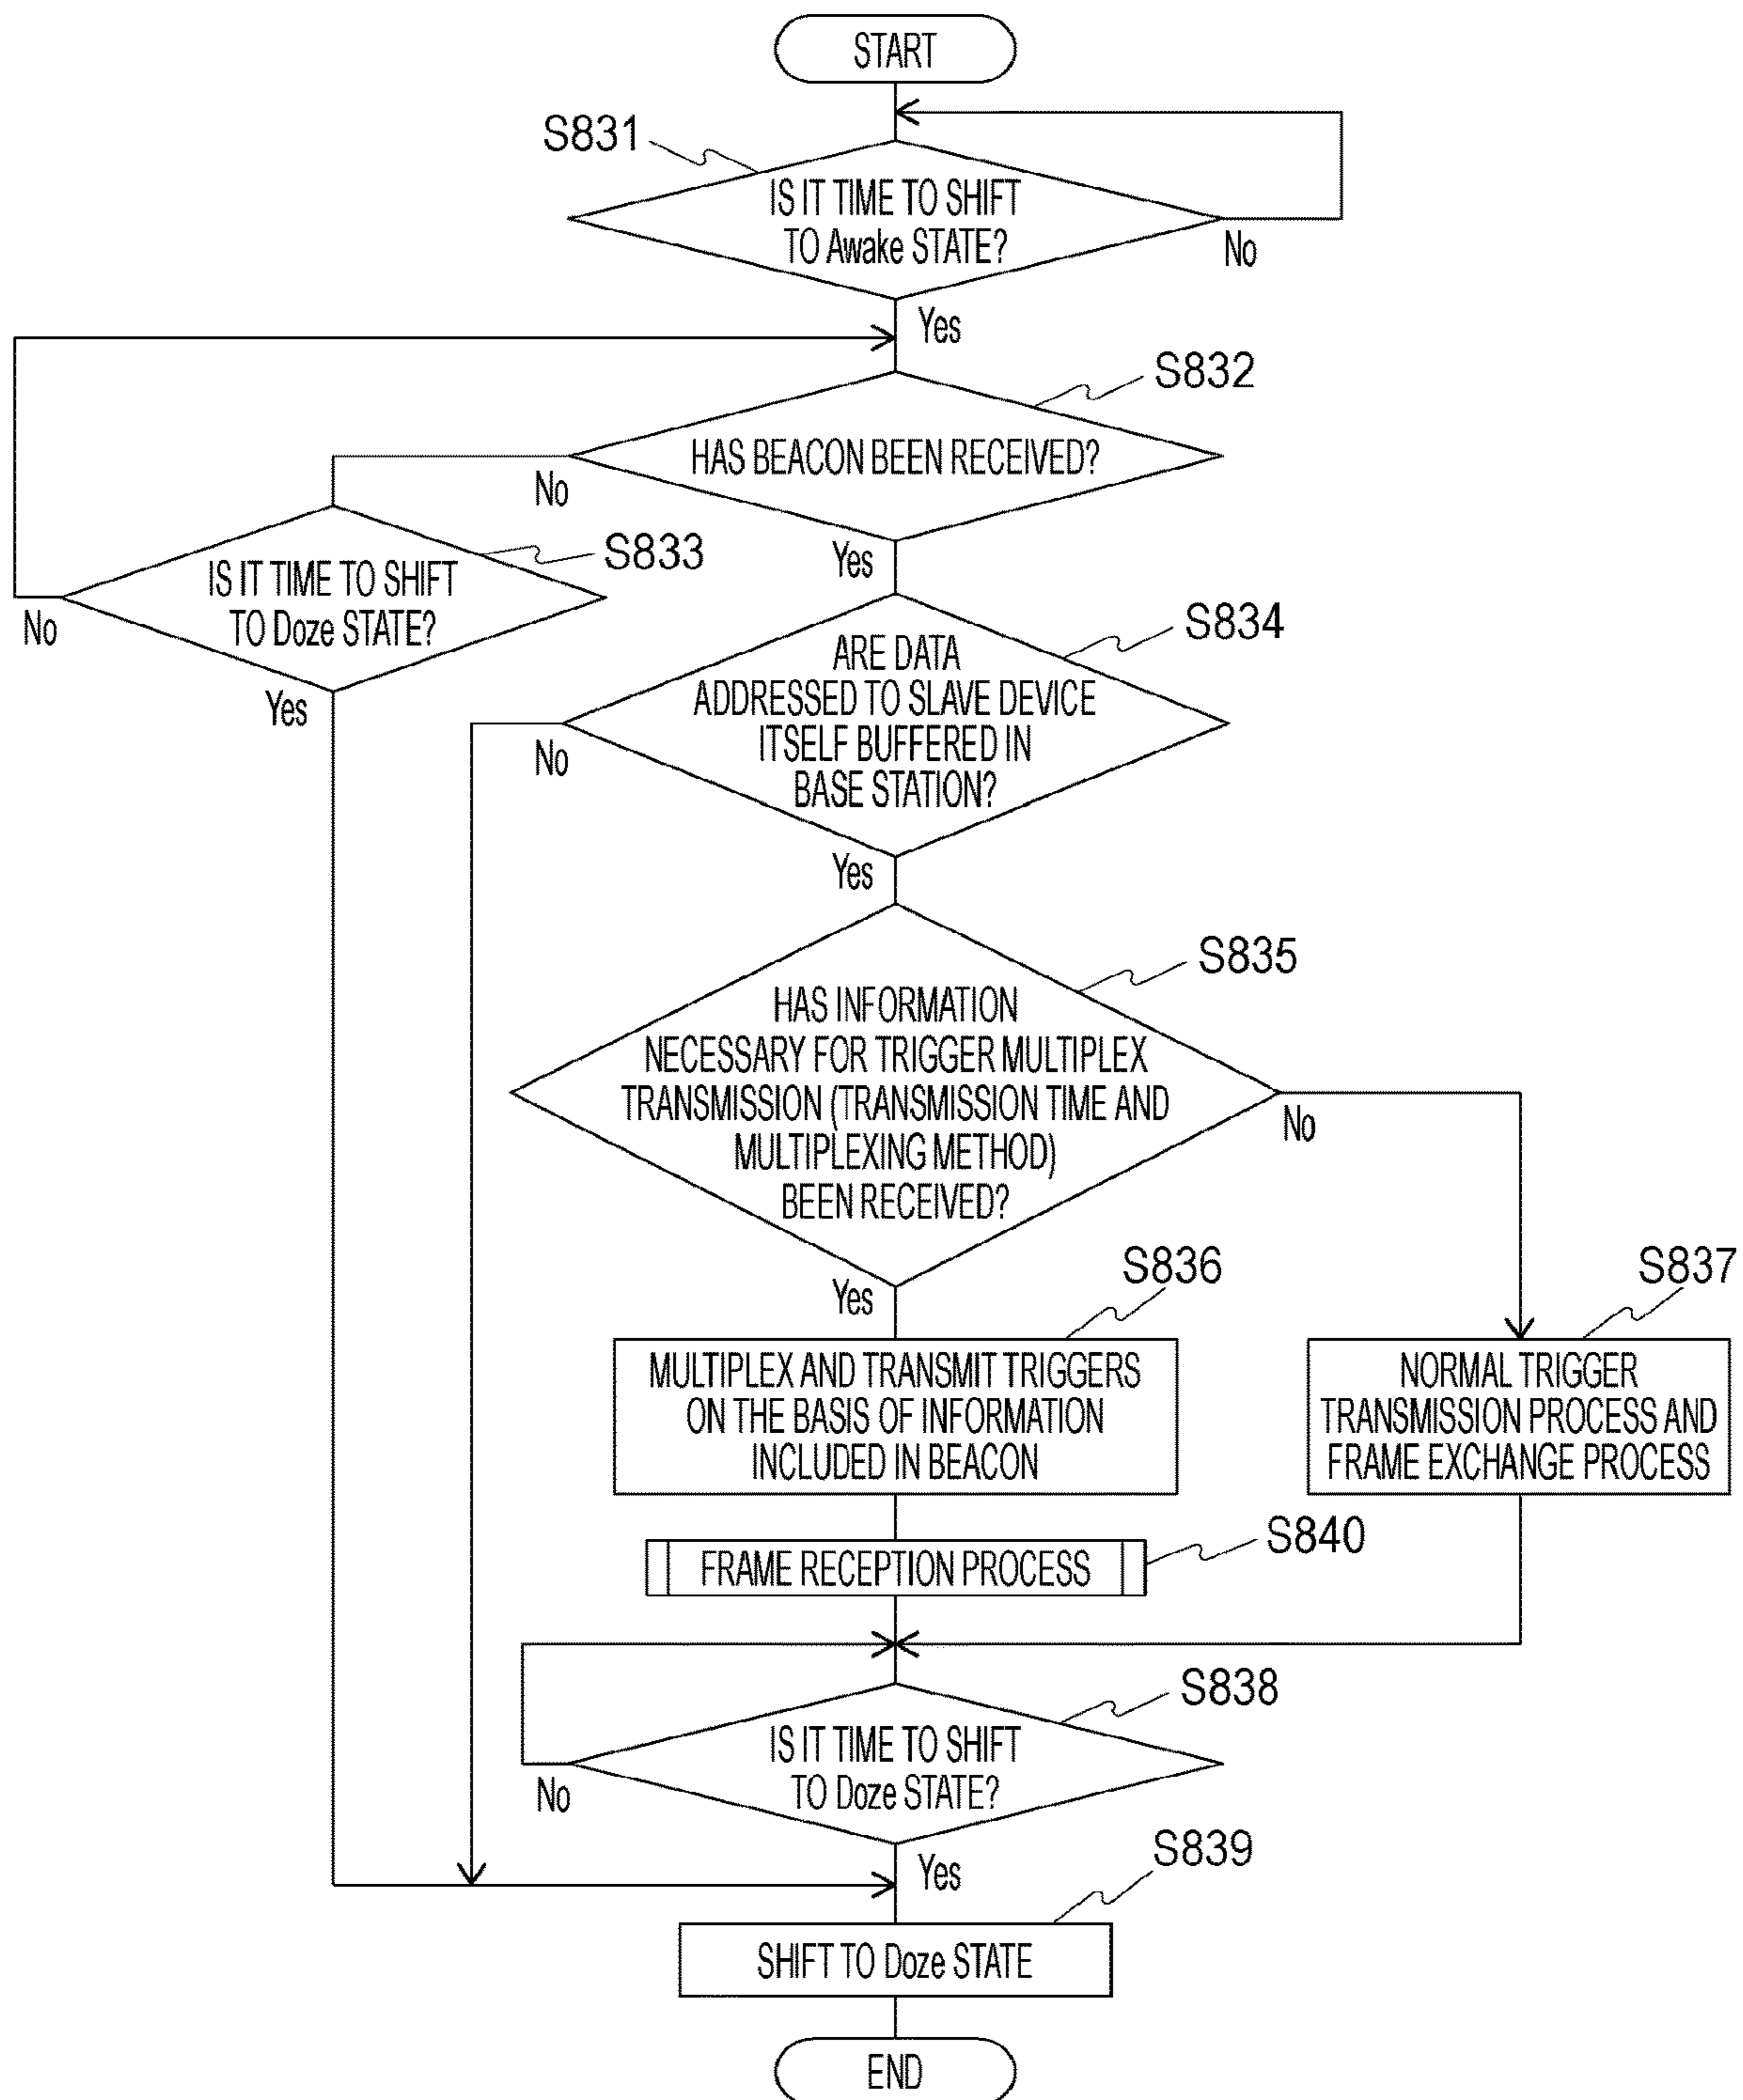 START
S831
IS IT TIME TO SHIFT
TO Awake STATE?
No
Yes
S832
HAS BEACON BEEN RECEIVED?
No
Yes
S833
IS IT TIME TO SHIFT
TO Doze STATE?
No
Yes
S834
ARE DATA
ADDRESSED TO SLAVE DEVICE
ITSELF BUFFERED IN
BASE STATION?
No
Yes
S835
HAS INFORMATION
NECESSARY FOR TRIGGER MULTIPLEX
TRANSMISSION (TRANSMISSION TIME AND
MULTIPLEXING METHOD)
BEEN RECEIVED?
No
Yes
S836
MULTIPLEX AND TRANSMIT TRIGGERS
ON THE BASIS OF INFORMATION
INCLUDED IN BEACON
S837
NORMAL TRIGGER
TRANSMISSION PROCESS AND
FRAME EXCHANGE PROCESS
S840
FRAME RECEPTION PROCESS
S838
IS IT TIME TO SHIFT
TO Doze STATE?
No
Yes
S839
SHIFT TO Doze STATE
END